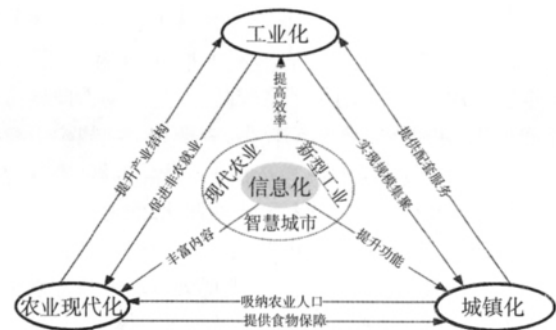 工业化
提高效率
提升产业结构
促进非农就业
实现规模集聚
提供配套服务
现代农业
新型工业
信息化
智慧城市
丰富内容
提升功能
农业现代化
吸纳农业人口
提供食物保障
城镇化